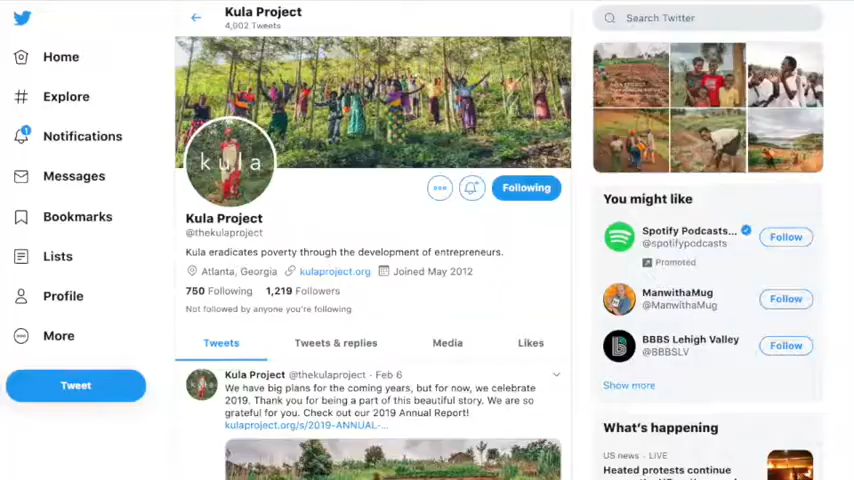 Kula Project
4,002 Tweets
Search Twitter
Home
Explore
1
Notifications
Messages
Bookmarks
Lists
Profile
More
Tweet
kula
Following
Kula Project
@thekulaproject
Kula eradicates poverty through the development of entrepreneurs.
Atlanta, Georgia kulaproject.org Joined May 2012
750 Following 1,219 Followers
Not followed by anyone you're following
Tweets Tweets & replies Media Likes
Kula Project @thekulaproject · Feb 6
We have big plans for the coming years, but for now, we celebrate
2019. Thank you for being a part of this beautiful story. We are so
grateful for you. Check out our 2019 Annual Report!
kulaproject.org/s/2019-ANNUAL-...
You might like
Spotify Podcasts...
@spotifypodcasts
Follow
Promoted
ManwithaMug
@ManwithaMug
Follow
BBBS Lehigh Valley
@BBBSLV
Follow
Show more
What's happening
US news · LIVE
Heated protests continue